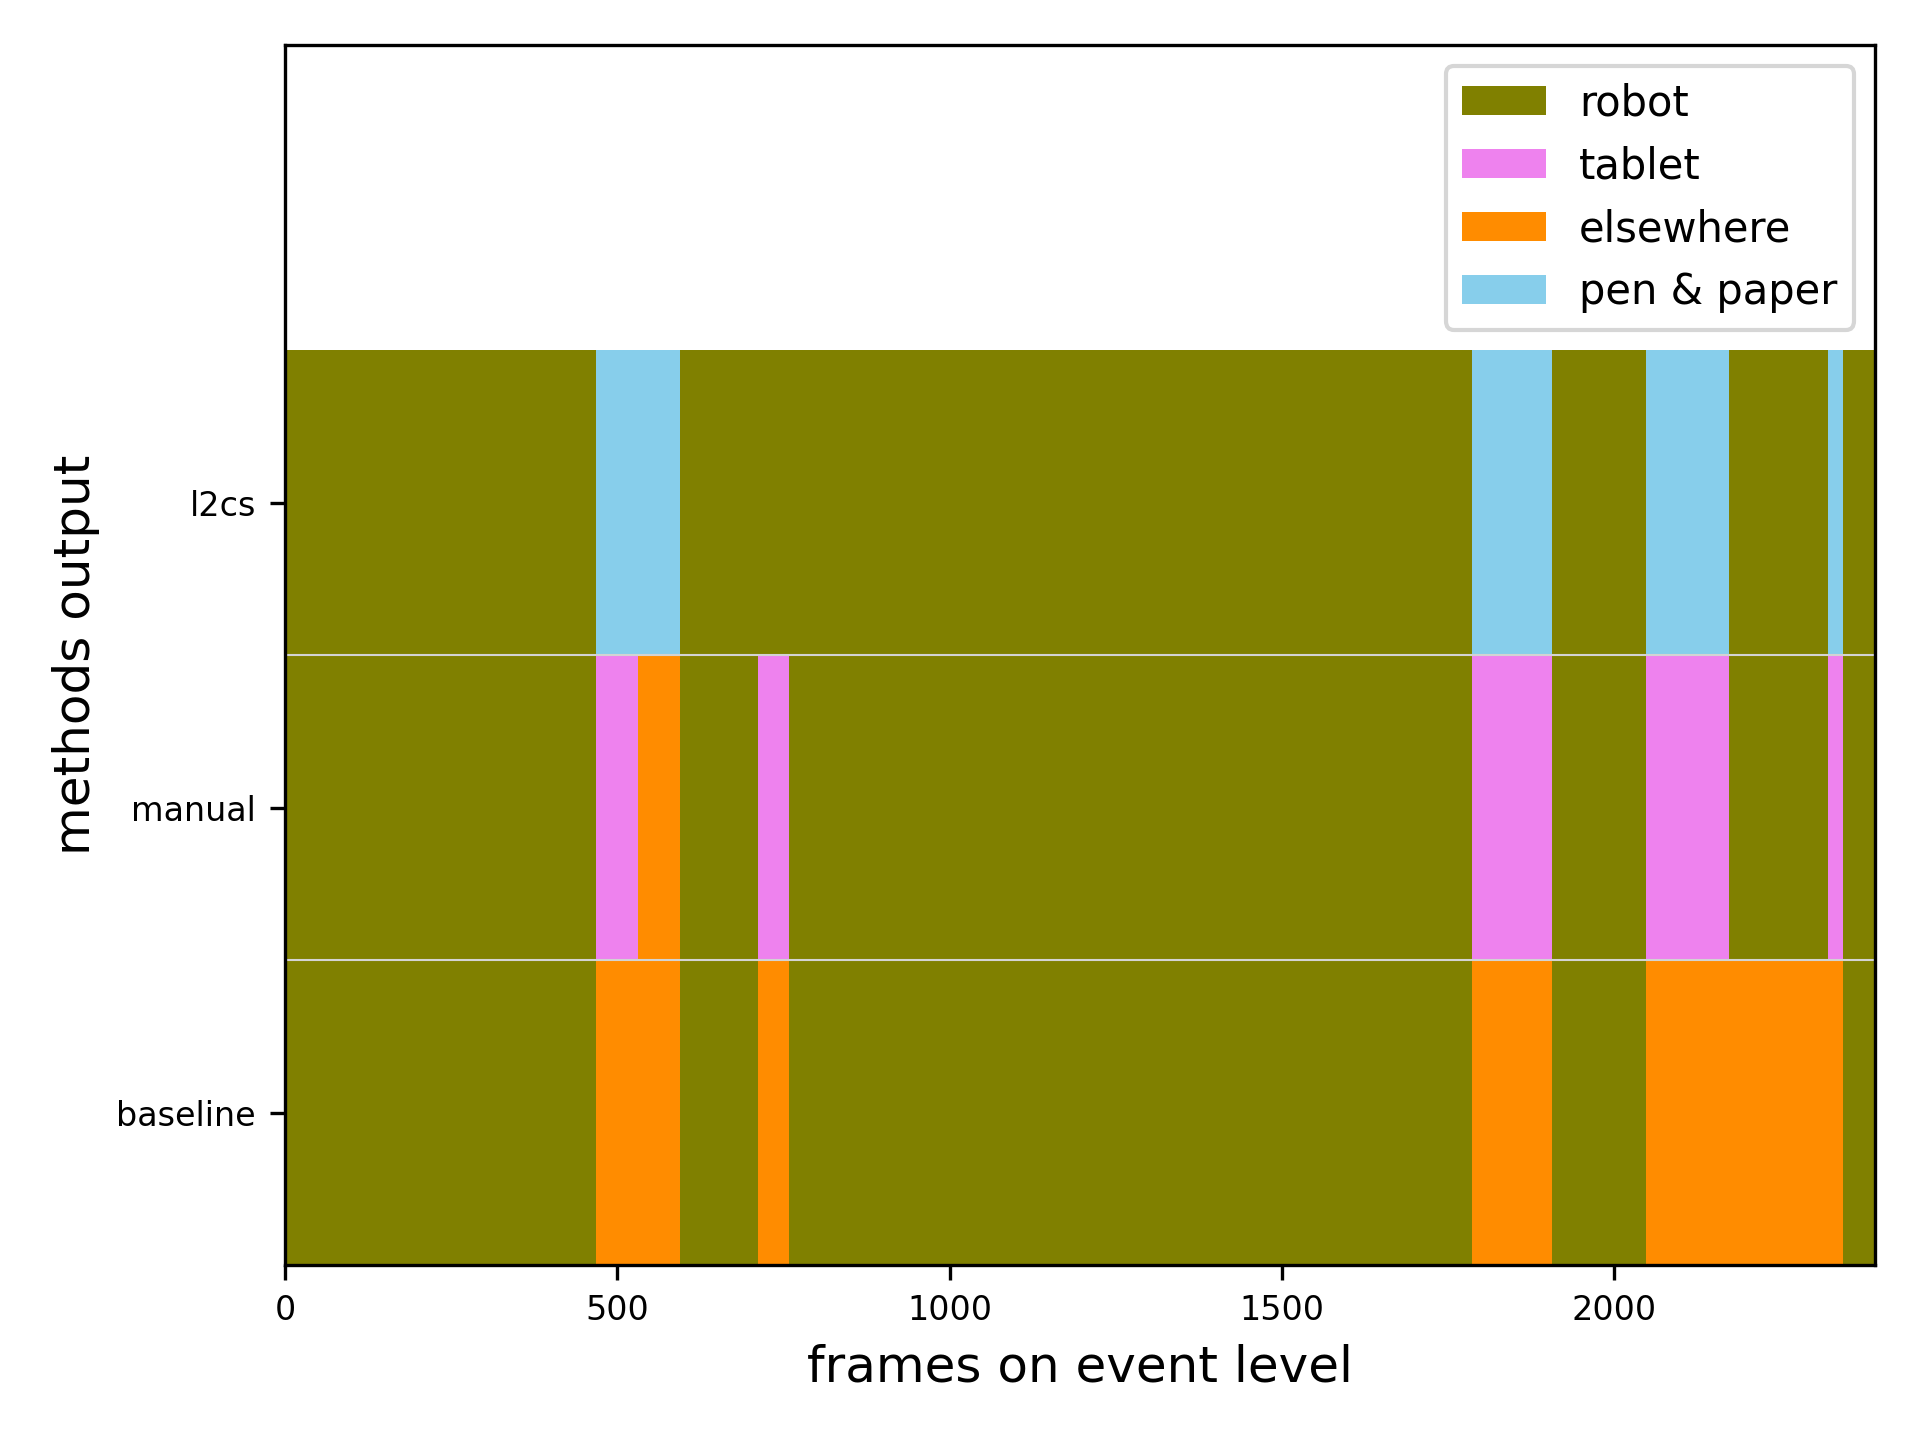 robot
tablet
elsewhere
pen & paper
methods output
l2cs
manual
baseline
0 500 1000 1500 2000
frames on event level